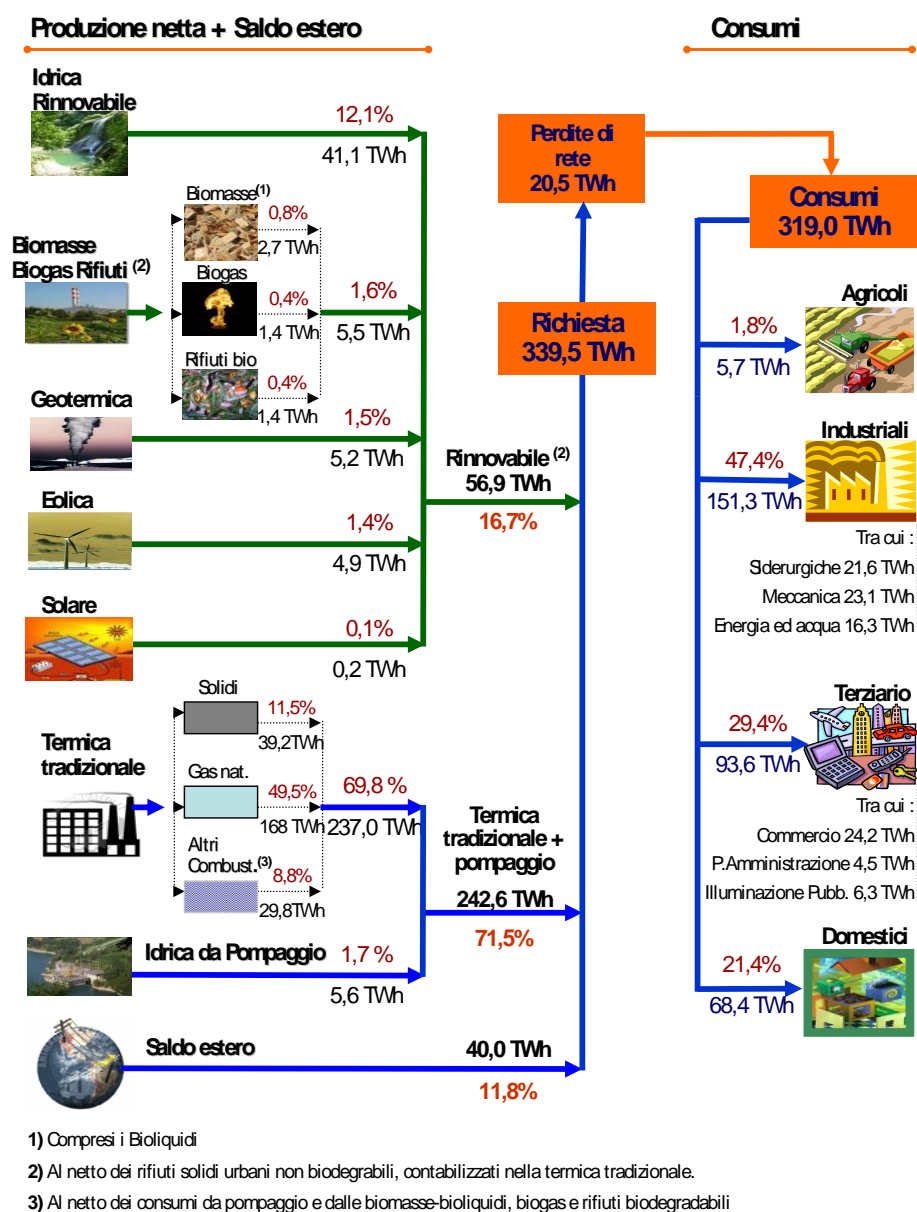 Produzione netta + Saldo estero
Consumi
Idrica
Rinnovabile
12,1%
41,1 TWh
Biomasse
Biogas Rifiuti (2)
Biomasse(1)
0,8%
2,7 TWh
Biogas
0,4%
1,4 TWh
Rifiuti bio
0,4%
1,4 TWh
1,6%
5,5 TWh
Geotermica
1,5%
5,2 TWh
Eolica
1,4%
4,9 TWh
Solare
0,1%
0,2 TWh
Rinnovabile (2)
56,9 TWh
16,7%
Termica
tradizionale
Solidi
11,5%
39,2TWh
Gas nat.
49,5%
168 TWh
Altri
Combust.(3)
8,8%
29,8TWh
69,8 %
237,0 TWh
Idrica da Pompaggio
1,7 %
5,6 TWh
Termica
tradizionale +
pompaggio
242,6 TWh
71,5%
Saldo estero
40,0 TWh
11,8%
Perdite di
rete
20,5 TWh
Richiesta
339,5 TWh
Consumi
319,0 TWh
Agricoli
1,8%
5,7 TWh
Industriali
47,4%
151,3 TWh
Tra cui :
Siderurgiche 21,6 TWh
Meccanica 23,1 TWh
Energia ed acqua 16,3 TWh
Terziario
29,4%
93,6 TWh
Tra cui :
Commercio 24,2 TWh
P.Amministrazione 4,5 TWh
Illuminazione Pubb. 6,3 TWh
Domestici
21,4%
68,4 TWh
1) Compresi i Bioliquidi
2) Al netto dei rifiuti solidi urbani non biodegrabili, contabilizzati nella termica tradizionale.
3) Al netto dei consumi da pompaggio e dalle biomasse-bioliquidi, biogas e rifiuti biodegradabili